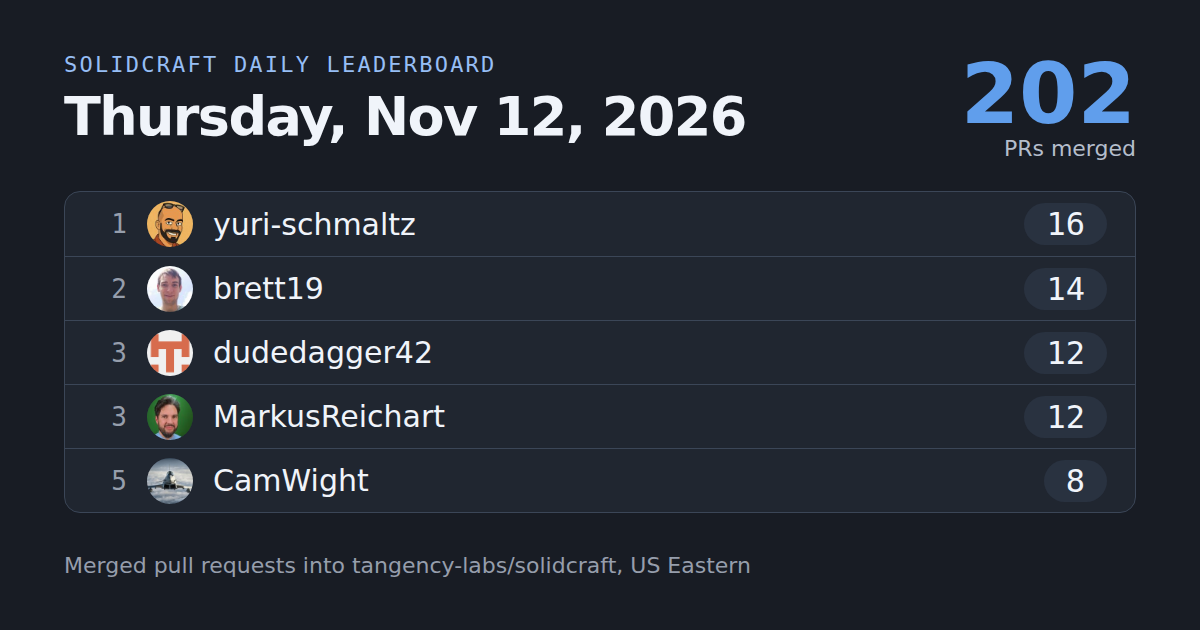 SOLIDCRAFT DAILY LEADERBOARD
Thursday, Nov 12, 2026
202
PRs merged
1 yuri-schmaltz 16
2 brett19 14
3 dudedagger42 12
3 MarkusReichart 12
5 CamWight 8
Merged pull requests into tangency-labs/solidcraft, US Eastern